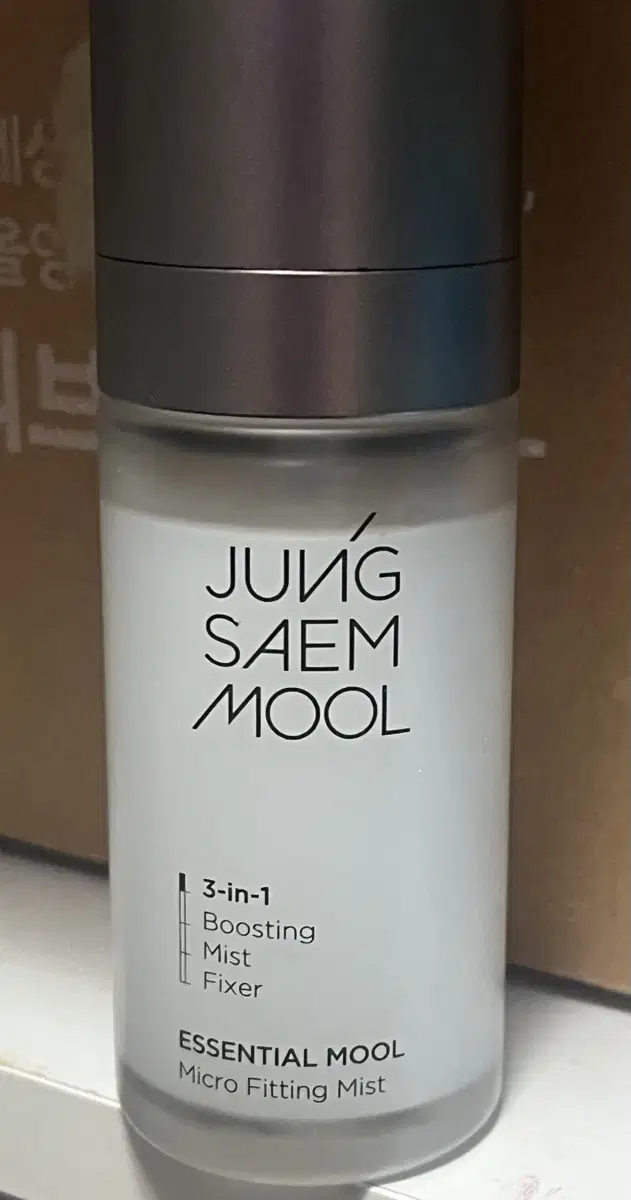 JUNG
SAEM
MOOL
3-in-1
Boosting
Mist
Fixer
ESSENTIAL MOOL
Micro Fitting Mist